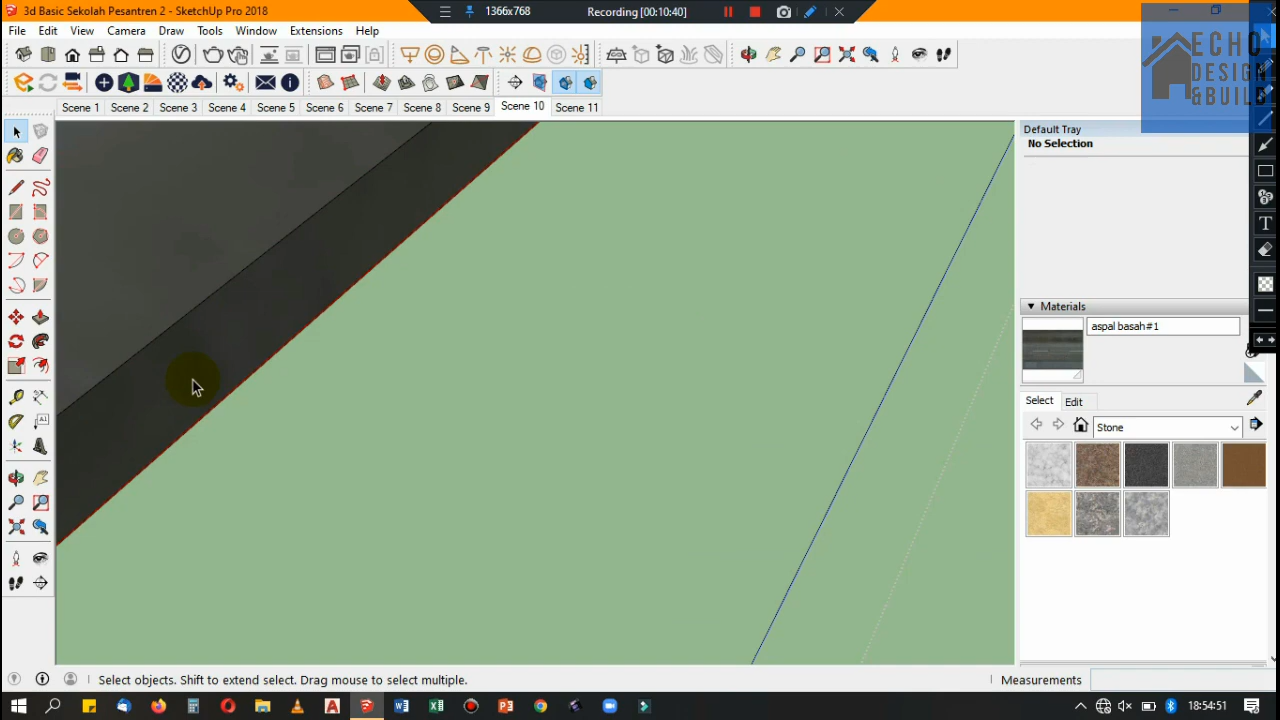 3d Basic Sekolah Pesantren 2 - SketchUp Pro 2018
1366x768
Recording [00:10:40]
File Edit View Camera Draw Tools Window Extensions Help
ECHO
DESIGN
&BUILD
Scene 1 Scene 2 Scene 3 Scene 4 Scene 5 Scene 6 Scene 7 Scene 8 Scene 9 Scene 10 Scene 11
Default Tray
No Selection
Materials
aspal basah#1
Select Edit
Stone
Select objects. Shift to extend select. Drag mouse to select multiple.
Measurements
18:54:51